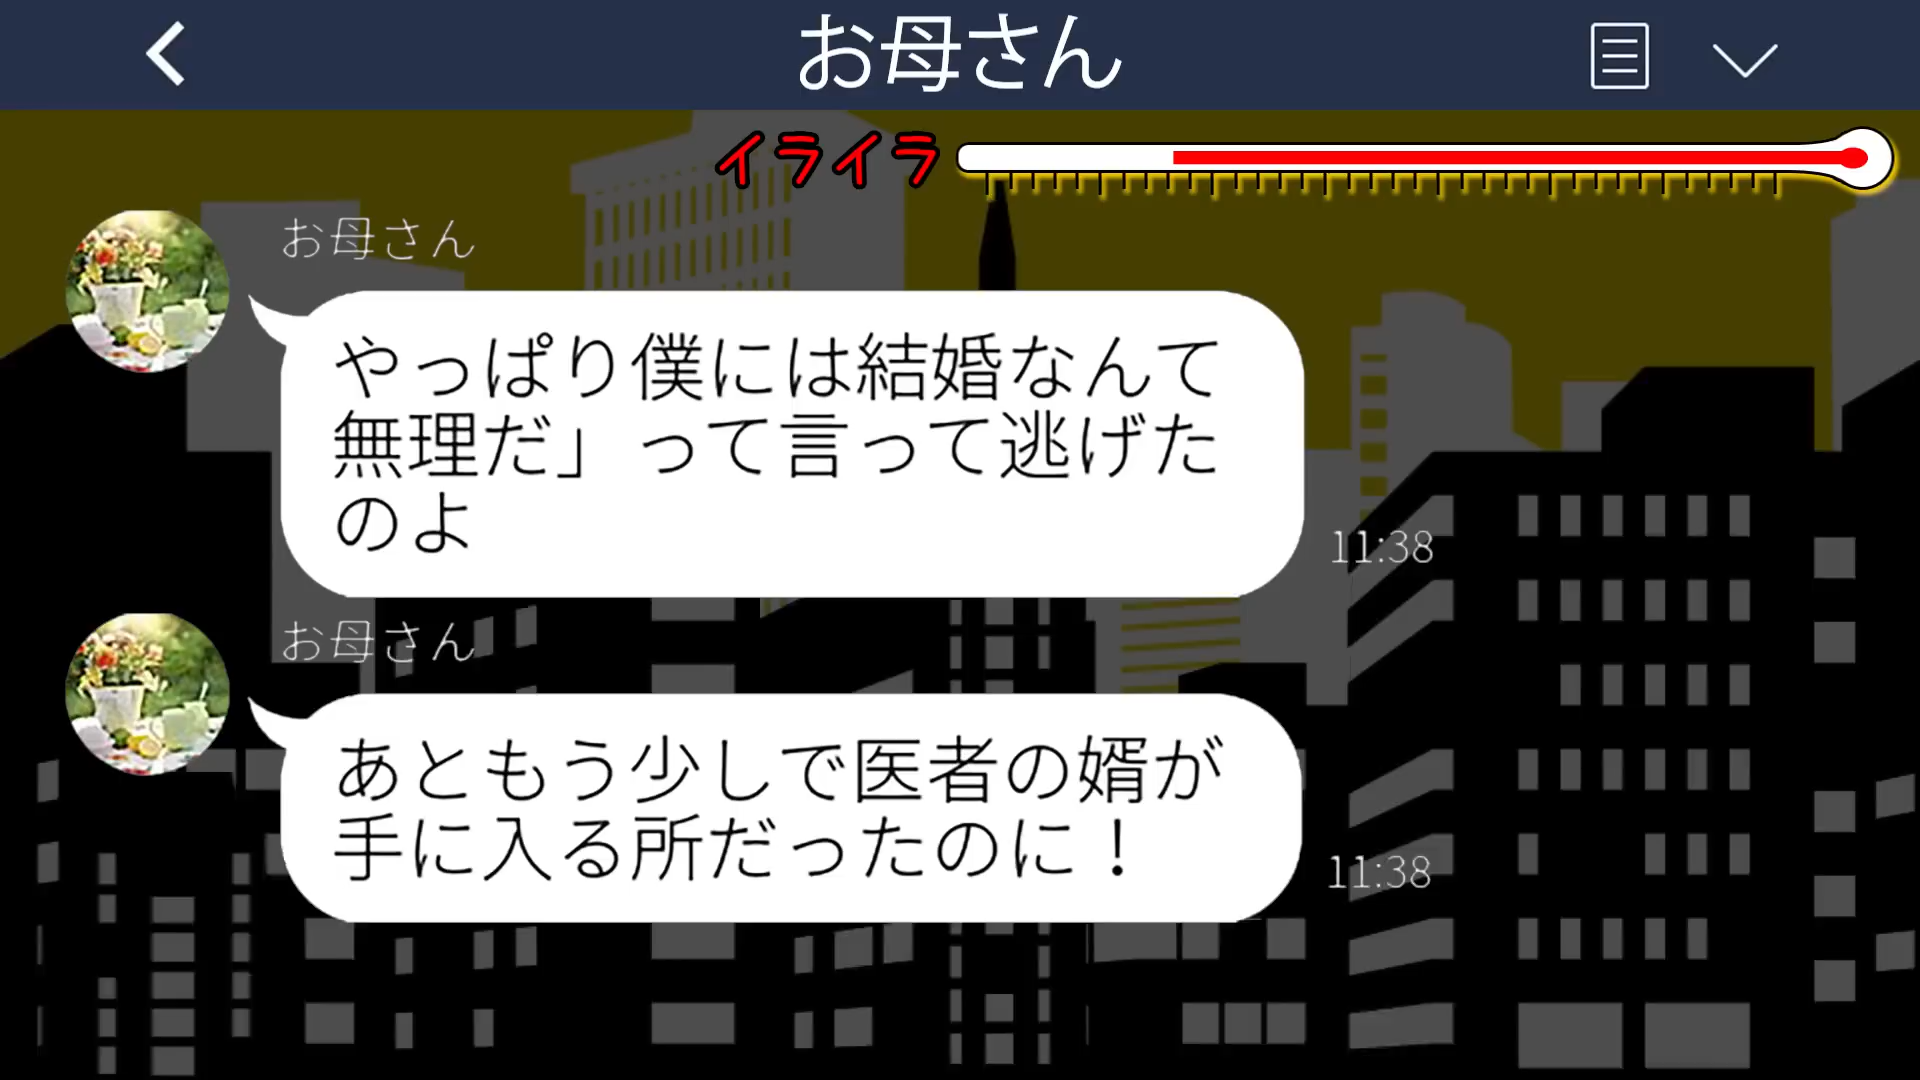 お母さん
イライラ
お母さん
やっぱり僕には結婚なんて
無理だ」って言って逃げた
のよ
11:38
お母さん
あともう少しで医者の婿が
手に入る所だったのに！
11:38